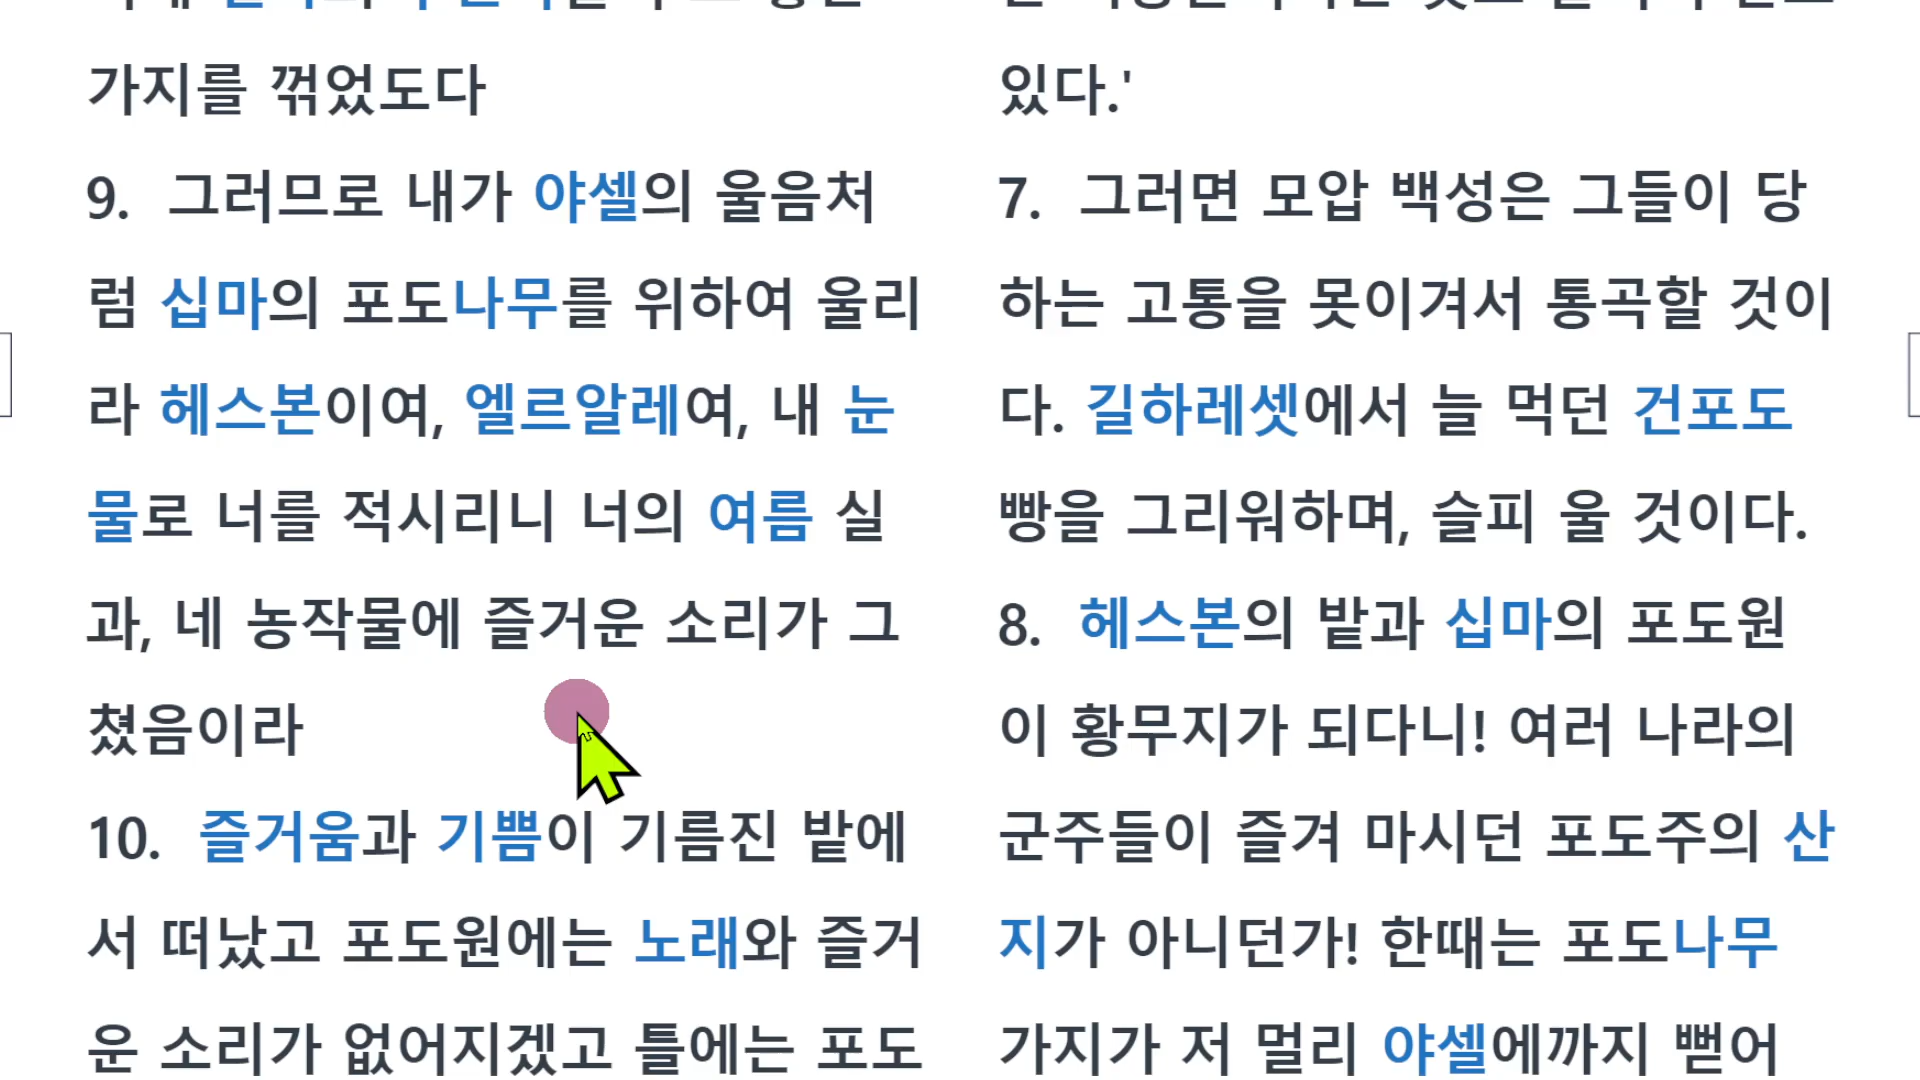 가지를 꺾었도다
9. 그러므로 내가 야셀의 울음처
럼 십마의 포도나무를 위하여 울리
라 헤스본이여, 엘르알레여, 내 눈
물로 너를 적시리니 너의 여름 실
과, 네 농작물에 즐거운 소리가 그
쳤음이라
10. 즐거움과 기쁨이 기름진 밭에
서 떠났고 포도원에는 노래와 즐거
운 소리가 없어지겠고 틀에는 포도
있다.'
7. 그러면 모압 백성은 그들이 당
하는 고통을 못이겨서 통곡할 것이
다. 길하레셋에서 늘 먹던 건포도
빵을 그리워하며, 슬피 울 것이다.
8. 헤스본의 밭과 십마의 포도원
이 황무지가 되다니! 여러 나라의
군주들이 즐겨 마시던 포도주의 산
지가 아니던가! 한때는 포도나무
가지가 저 멀리 야셀에까지 뻗어